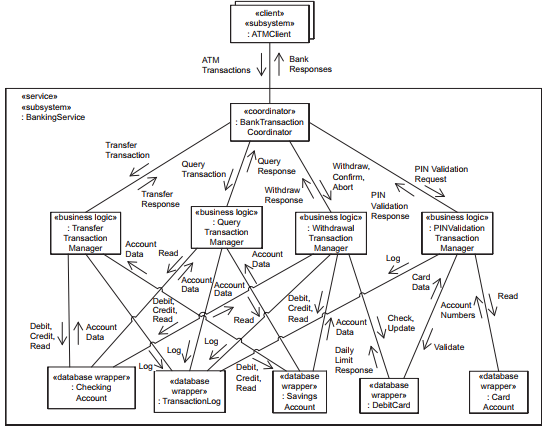 «client»
«subsystem»
: ATMClient
ATM
Transactions
Bank
Responses
«service»
«subsystem»
: BankingService
«coordinator»
: BankTransaction
Coordinator
Transfer
Transaction
Query
Transaction
Query
Response
Withdraw,
Confirm,
Abort
PIN Validation
Request
Transfer
Response
Withdraw
Response
PIN
Validation
Response
«business logic»
: Transfer
Transaction
Manager
«business logic»
: Query
Transaction
Manager
«business logic»
: Withdrawal
Transaction
Manager
«business logic»
: PINValidation
Transaction
Manager
Account
Data
Read
Account
Data
Log
Account
Data
Account
Data
Card
Data
Debit,
Credit,
Read
Account
Data
Debit,
Credit,
Read
Read
Debit,
Credit,
Read
Account
Data
Check,
Update
Account
Numbers
Read
Log
Log
Log
Debit,
Credit,
Read
Daily
Limit
Response
Validate
«database wrapper»
: Checking
Account
«database
wrapper»
: TransactionLog
«database
wrapper»
: Savings
Account
«database
wrapper»
: DebitCard
«database wrapper»
: Card
Account